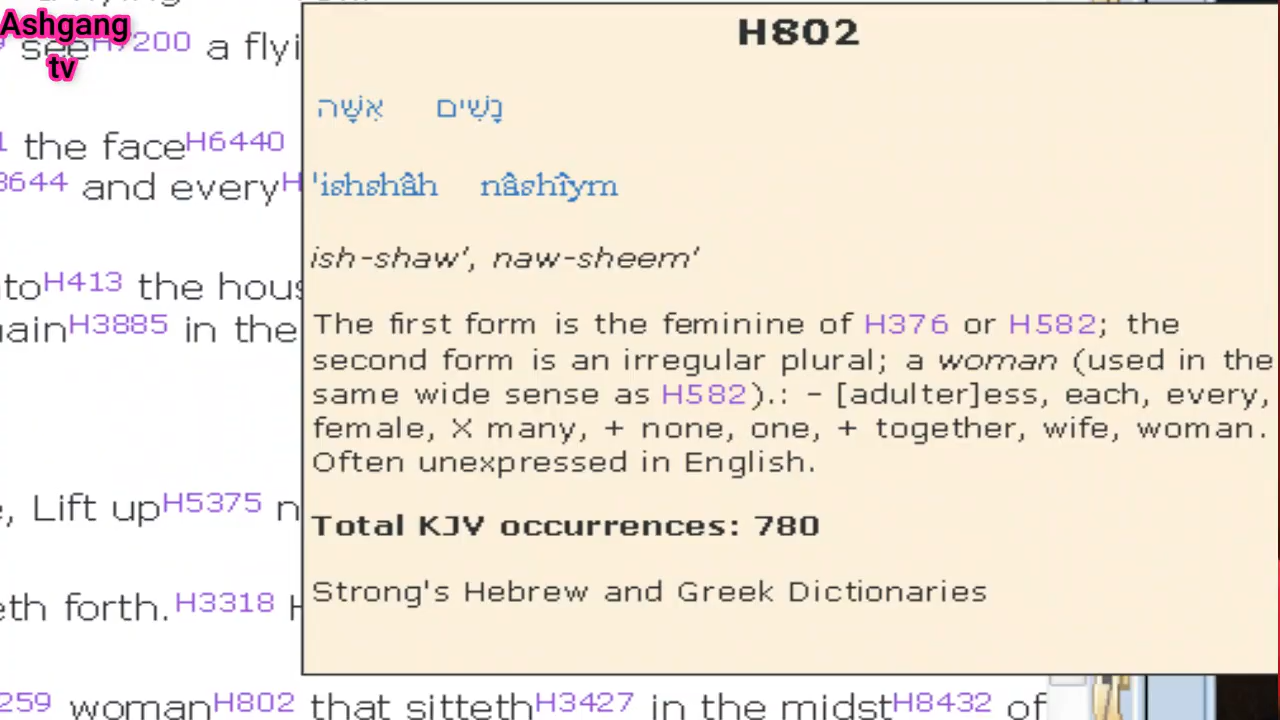 Ashgang
tv
see H7200 a flyi
the face H6440
3644 and every H
nto H413 the hous
main H3885 in the
e, Lift up H5375 n
eth forth. H3318 H
259 woman H802 that sitteth H3427 in the midst H8432 of
H802
אִשָּׁה נָשִׁים
'ishshâh nâshîym
ish-shaw', naw-sheem'
The first form is the feminine of H376 or H582; the
second form is an irregular plural; a woman (used in the
same wide sense as H582).: - [adulter]ess, each, every,
female, X many, + none, one, + together, wife, woman.
Often unexpressed in English.
Total KJV occurrences: 780
Strong's Hebrew and Greek Dictionaries